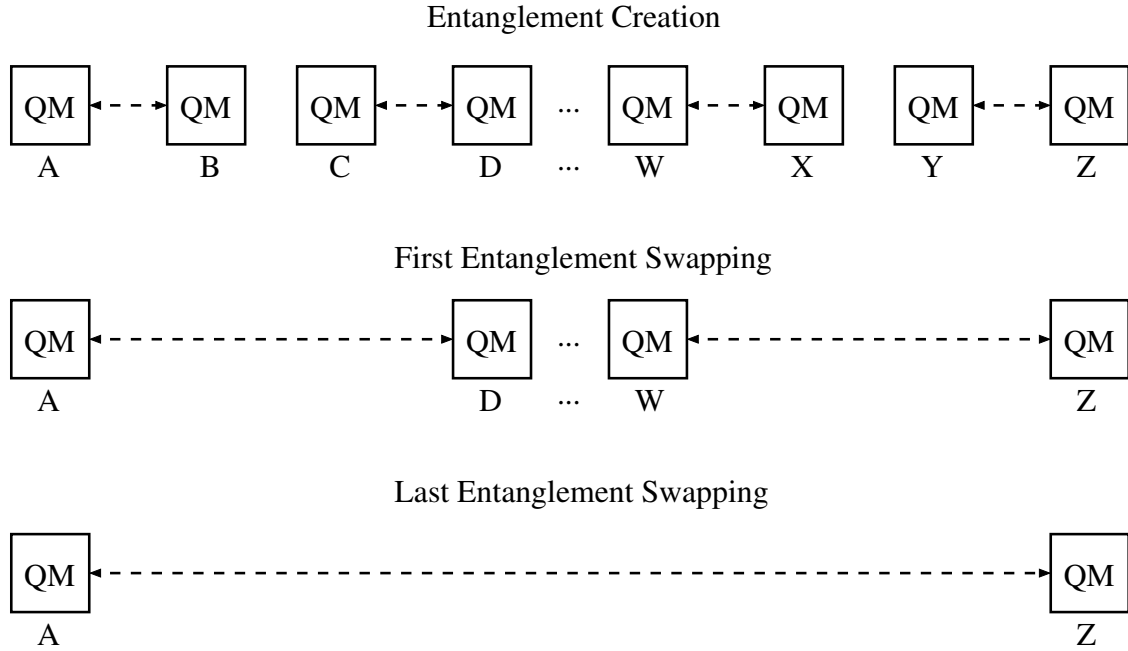 Entanglement Creation
QM QM QM QM ... QM QM QM QM
A B C D ... W X Y Z
First Entanglement Swapping
QM QM ... QM QM
A D ... W Z
Last Entanglement Swapping
QM QM
A Z